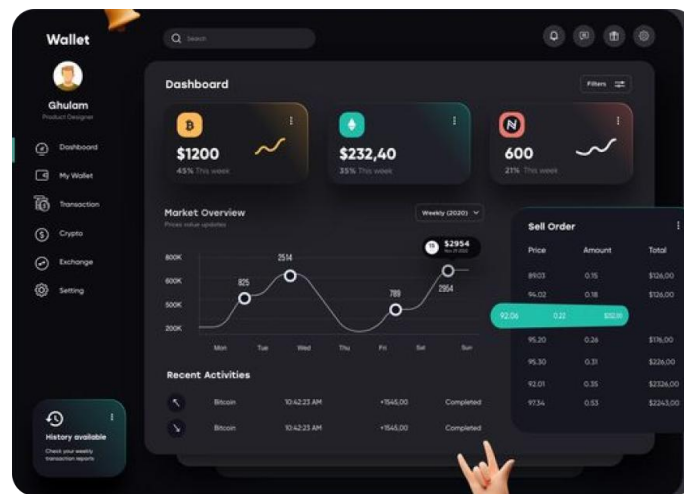 Wallet
Search
Ghulam
Product Designer
Dashboard
My Wallet
Transaction
Crypto
Exchange
Setting
History available
Check your weekly
transaction reports
Dashboard
Filters
$1200
45% This week
$232,40
35% This week
600
21% This week
Market Overview
Prices value updates
Weekly (2020)
$2954
800K
600K
500K
200K
825
2514
789
2954
Mon Tue Wed Thu Fri Sat Sun
Recent Activities
Bitcoin 10:42:23 AM +1545,00 Completed
Bitcoin 10:42:23 AM +1545,00 Completed
Sell Order
Price Amount Total
89.03 0.15 $126,00
94.02 0.18 $126,00
92.06 0.22 $252,00
95.20 0.26 $176,00
95.30 0.31 $226,00
92.01 0.35 $2326,00
97.34 0.53 $2243,00